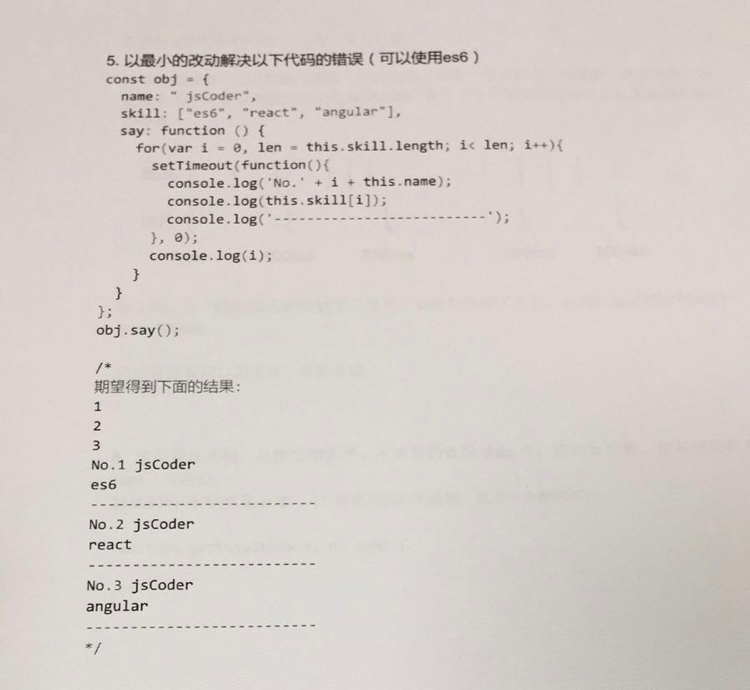 5. 以最小的改动解决以下代码的错误（可以使用es6）
const obj = {
name: " jsCoder",
skill: ["es6", "react", "angular"],
say: function () {
for(var i = 0, len = this.skill.length; i< len; i++){
setTimeout(function(){
console.log('No.' + i + this.name);
console.log(this.skill[i]);
console.log('--------------------------');
}, 0);
console.log(i);
}
}
};
obj.say();
/*
期望得到下面的结果：
1
2
3
No.1 jsCoder
es6
--------------------------
No.2 jsCoder
react
--------------------------
No.3 jsCoder
angular
--------------------------
*/